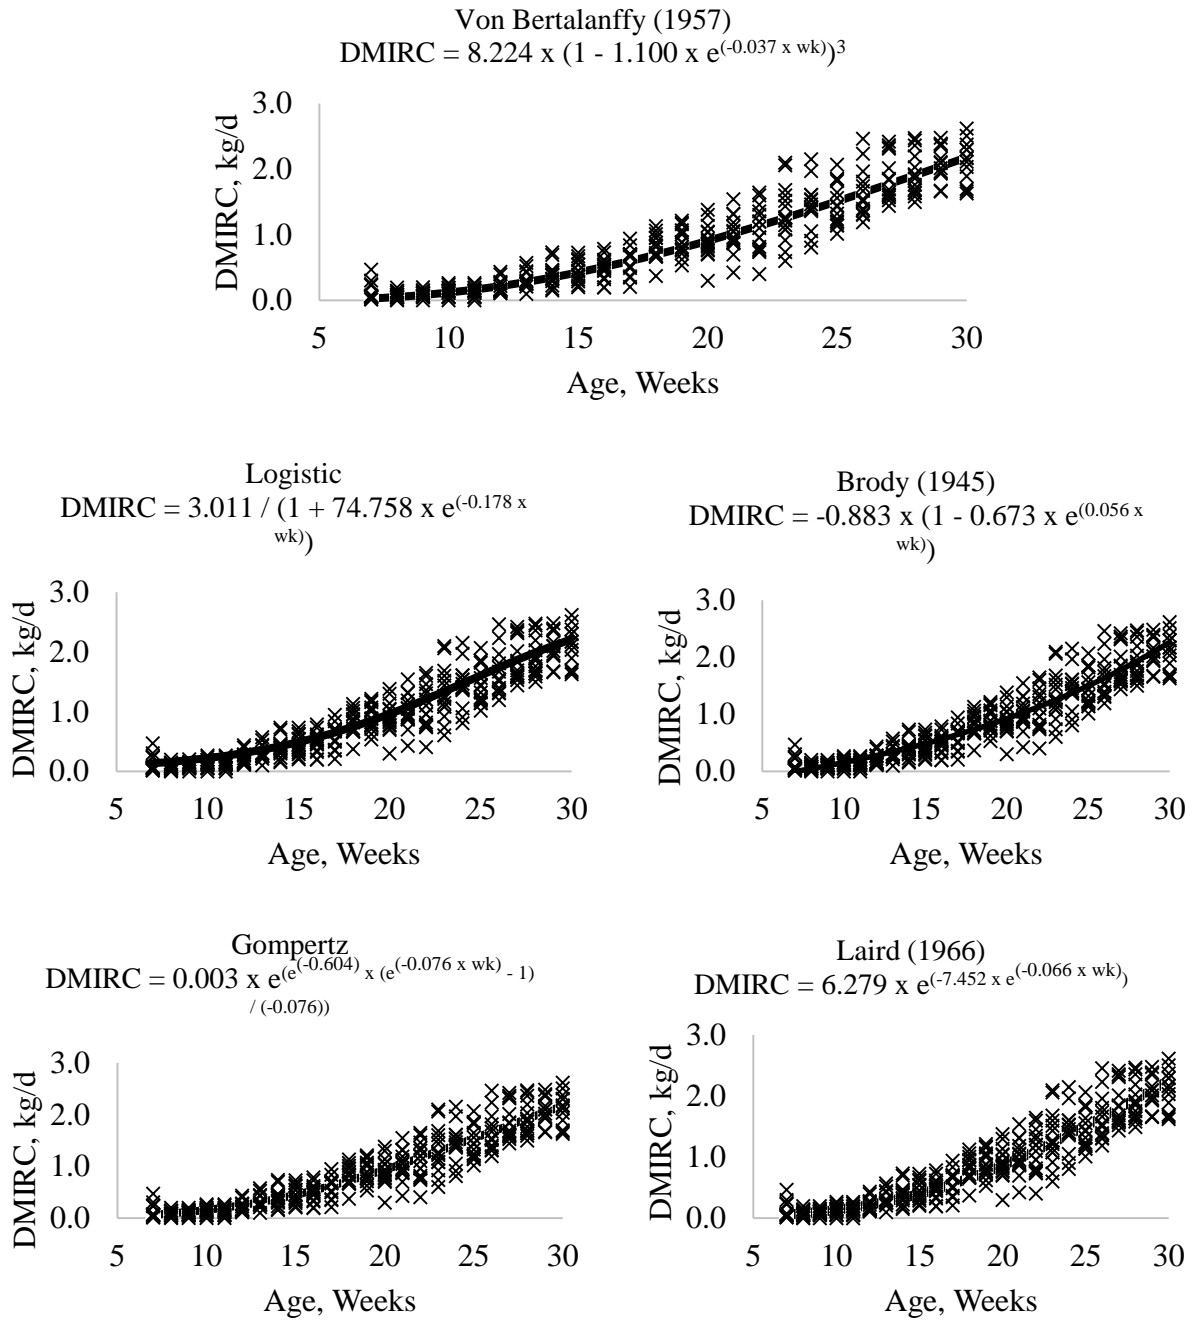 Von Bertalanffy (1957)
DMIRC = 8.224 x (1 - 1.100 x e(-0.037 x wk))3
3.0
2.0
1.0
0.0
5 10 15 20 25 30
DMIRC, kg/d
Age, Weeks
Logistic
DMIRC = 3.011 / (1 + 74.758 x e(-0.178 x
wk))
3.0
2.0
1.0
0.0
5 10 15 20 25 30
DMIRC, kg/d
Age, Weeks
Brody (1945)
DMIRC = -0.883 x (1 - 0.673 x e(0.056 x
wk))
3.0
2.0
1.0
0.0
5 10 15 20 25 30
DMIRC, kg/d
Age, Weeks
Gompertz
DMIRC = 0.003 x e(e(-0.604) x (e(-0.076 x wk) - 1)
/ (-0.076))
3.0
2.0
1.0
0.0
5 10 15 20 25 30
DMIRC, kg/d
Age, Weeks
Laird (1966)
DMIRC = 6.279 x e(-7.452 x e(-0.066 x wk))
3.0
2.0
1.0
0.0
5 10 15 20 25 30
DMIRC, kg/d
Age, Weeks